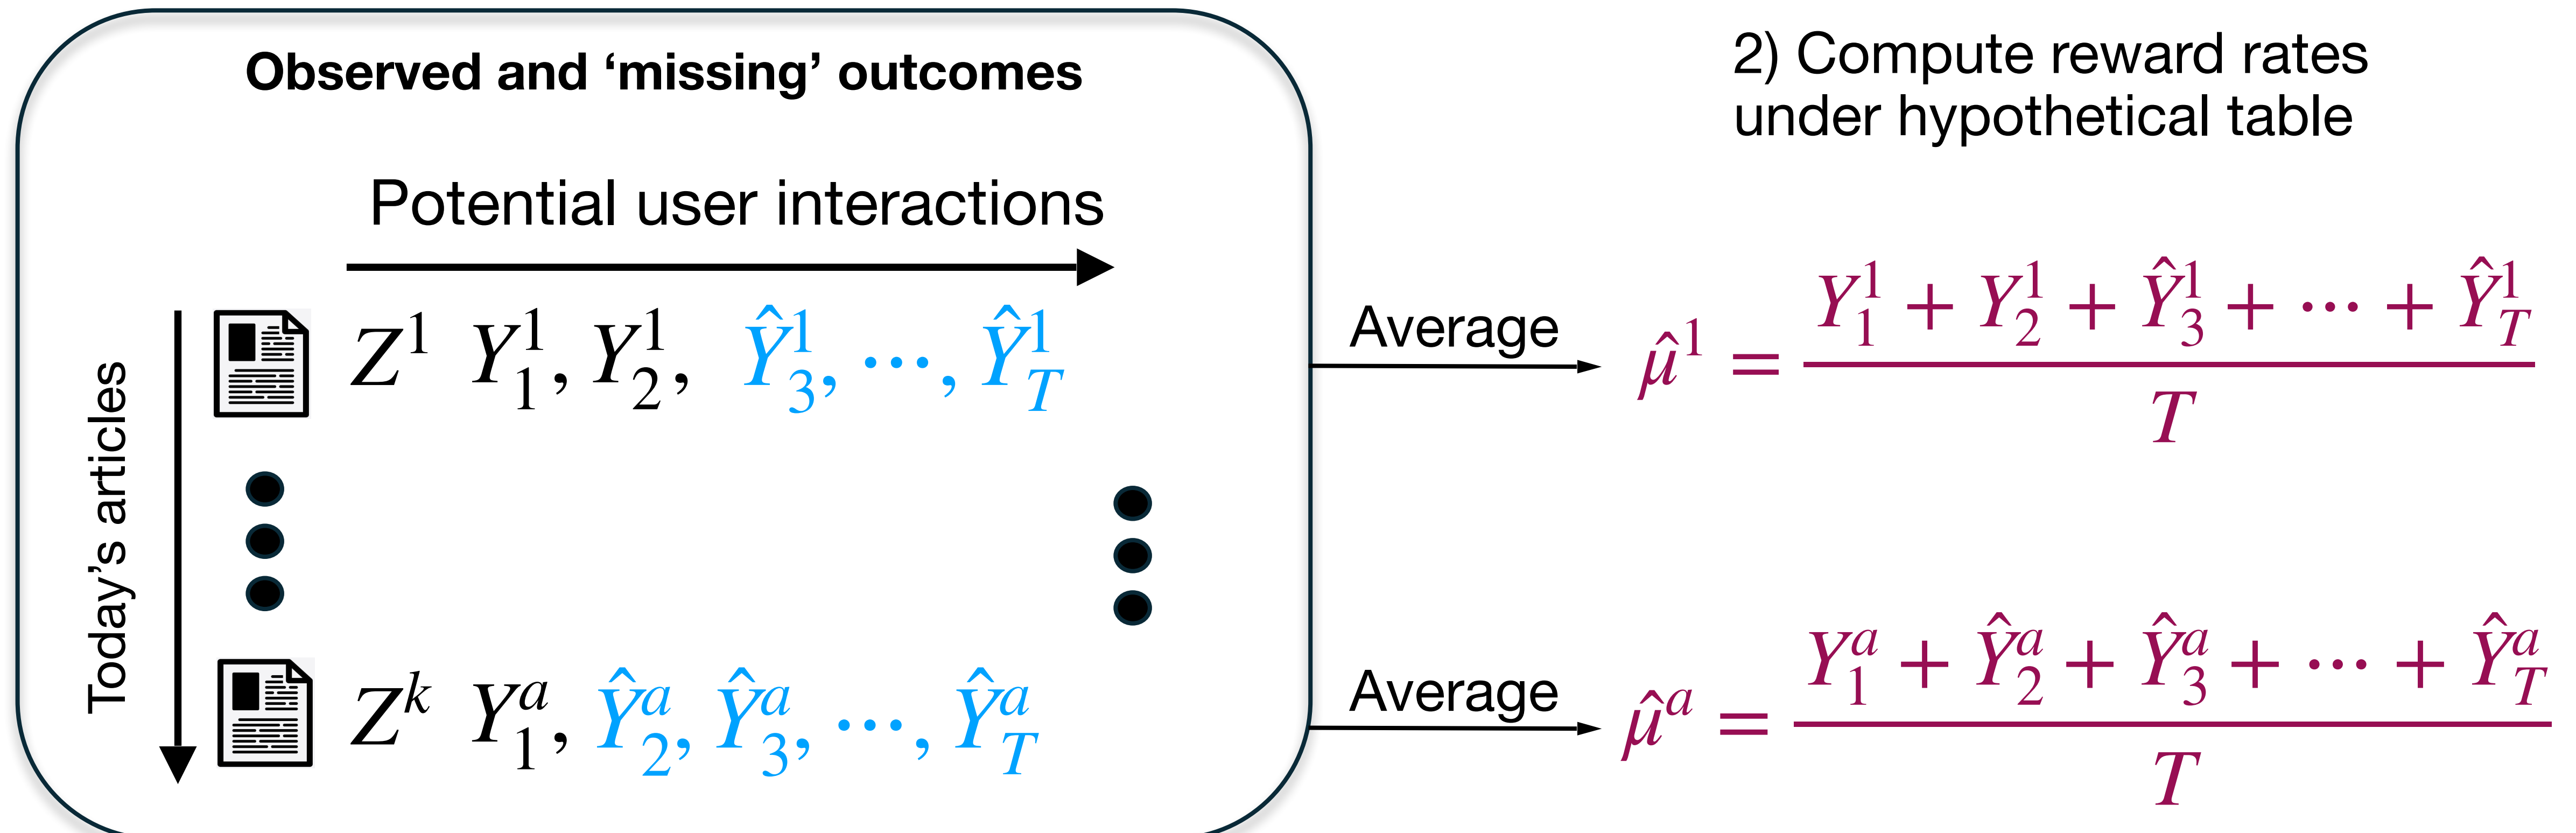 Observed and ‘missing’ outcomes
Potential user interactions
Today’s articles
Z^1 Y_1^1, Y_2^1, Ŷ_3^1, ⋯, Ŷ_T^1
Z^k Y_1^a, Ŷ_2^a, Ŷ_3^a, ⋯, Ŷ_T^a
Average
Average
2) Compute reward rates
under hypothetical table
μ̂^1 = (Y_1^1 + Y_2^1 + Ŷ_3^1 + ⋯ + Ŷ_T^1) / T
μ̂^a = (Y_1^a + Ŷ_2^a + Ŷ_3^a + ⋯ + Ŷ_T^a) / T